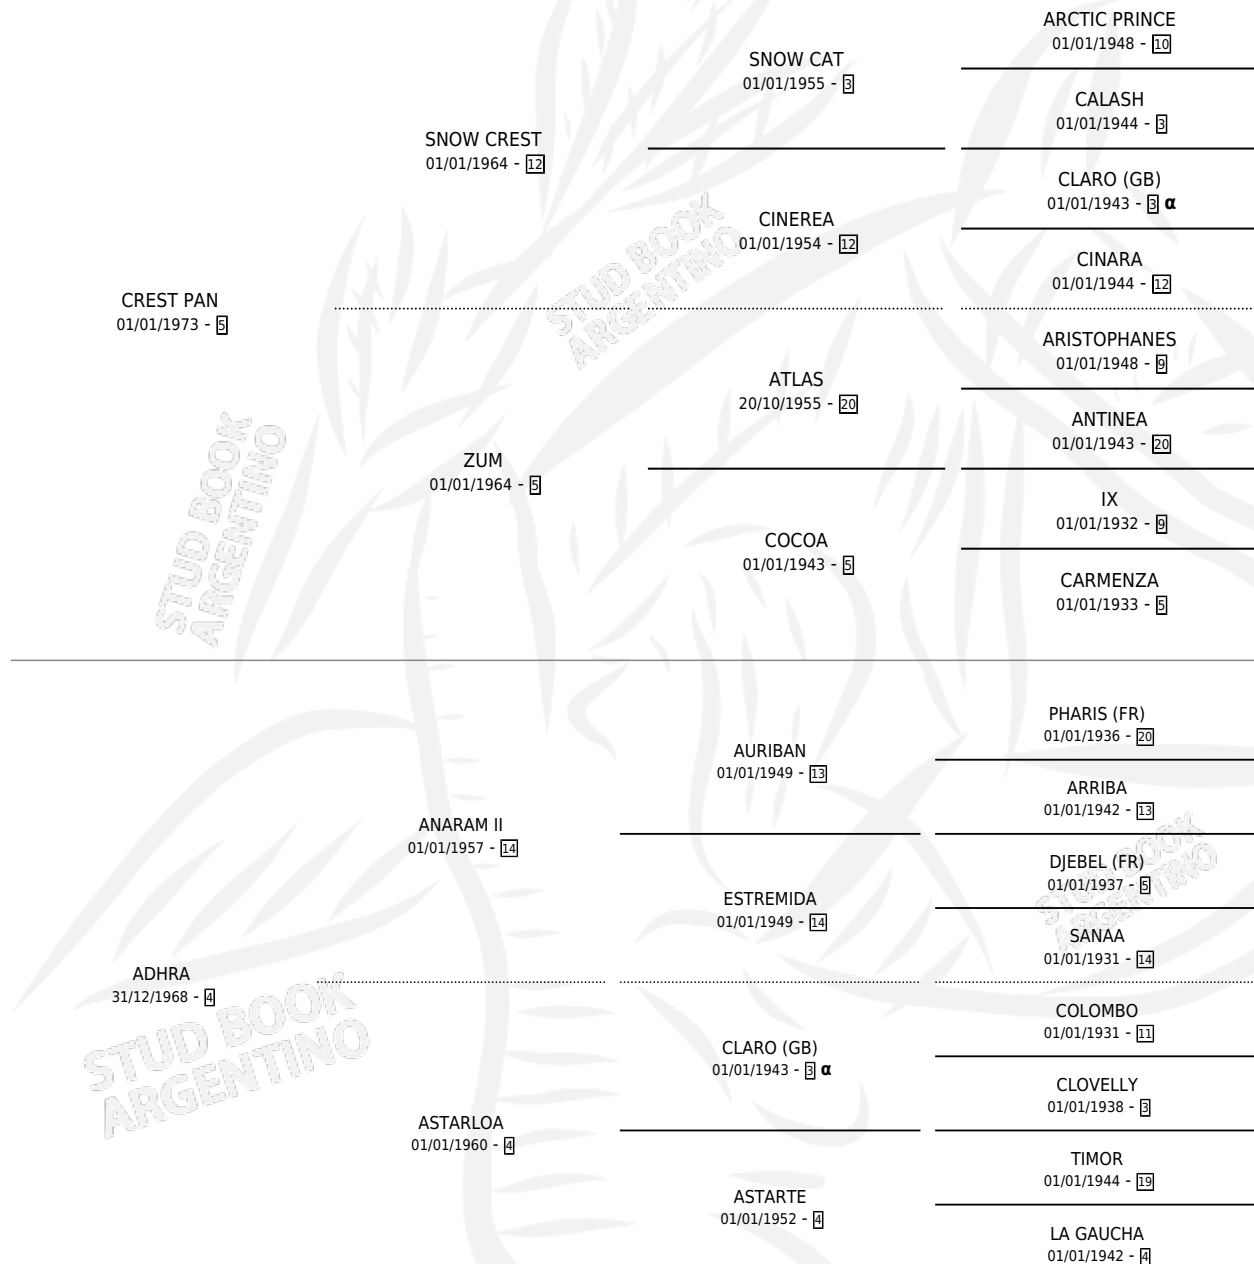 ARCTIC PRINCE
01/01/1948 - 10
SNOW CAT
01/01/1955 - 3
CALASH
01/01/1944 - 3
SNOW CREST
01/01/1964 - 12
CLARO (GB)
01/01/1943 - 3 α
CINEREA
01/01/1954 - 12
CINARA
01/01/1944 - 12
CREST PAN
01/01/1973 - 5
ARISTOPHANES
01/01/1948 - 9
ATLAS
20/10/1955 - 20
ANTINEA
01/01/1943 - 20
ZUM
01/01/1964 - 5
IX
01/01/1932 - 9
COCOA
01/01/1943 - 5
CARMENZA
01/01/1933 - 5
STUD BOOK
ARGENTINO
STUD BOOK
ARGENTINO
PHARIS (FR)
01/01/1936 - 20
AURIBAN
01/01/1949 - 13
ARRIBA
01/01/1942 - 13
ANARAM II
01/01/1957 - 14
DJEBEL (FR)
01/01/1937 - 5
ESTREMIDA
01/01/1949 - 14
SANAA
01/01/1931 - 14
ADHRA
31/12/1968 - 4
COLOMBO
01/01/1931 - 11
CLARO (GB)
01/01/1943 - 3 α
CLOVELLY
01/01/1938 - 3
ASTARLOA
01/01/1960 - 4
TIMOR
01/01/1944 - 19
ASTARTE
01/01/1952 - 4
LA GAUCHA
01/01/1942 - 4
STUD BOOK
ARGENTINO
STUD BOOK
ARGENTINO